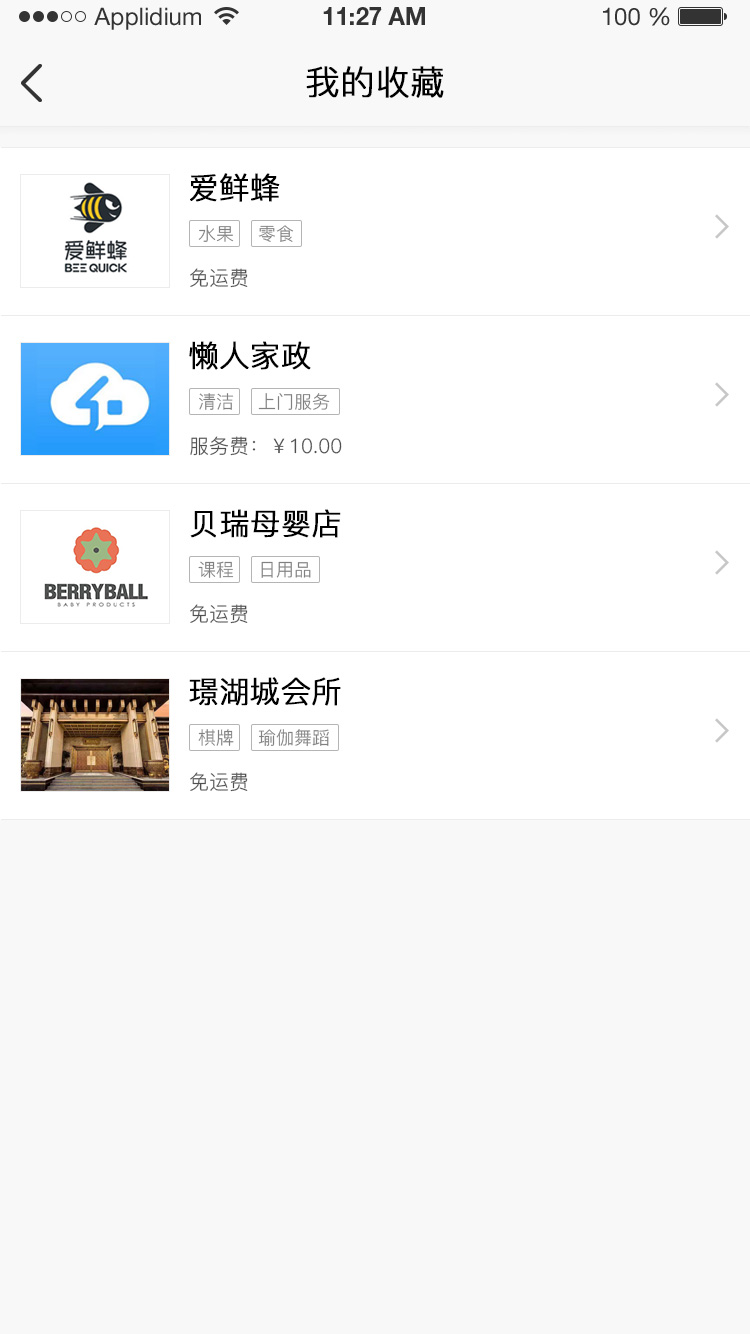 Applidium 11:27 AM 100 %
我的收藏
爱鲜蜂
BEE QUICK
爱鲜蜂
水果 零食
免运费
懒人家政
清洁 上门服务
服务费：￥10.00
BERRYBALL
BABY PRODUCTS
贝瑞母婴店
课程 日用品
免运费
璟湖城会所
棋牌 瑜伽舞蹈
免运费